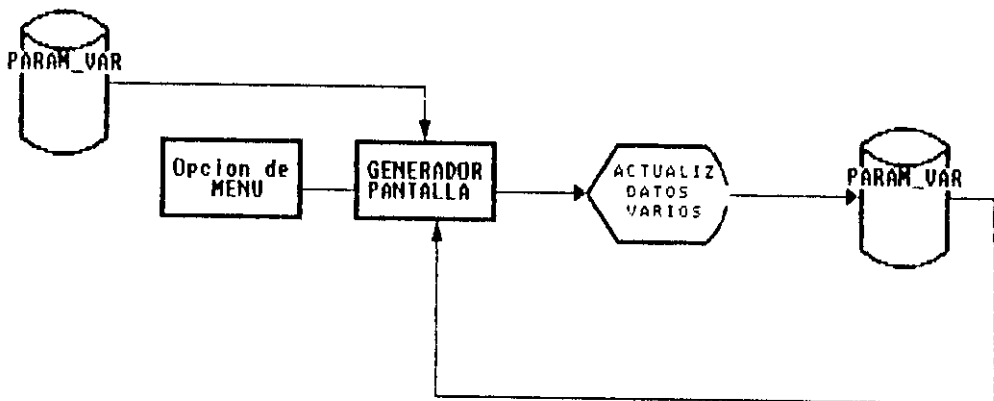 PARAM_VAR
Opcion de
MENU
GENERADOR
PANTALLA
ACTUALIZ
DATOS
VARIOS
PARAM_VAR